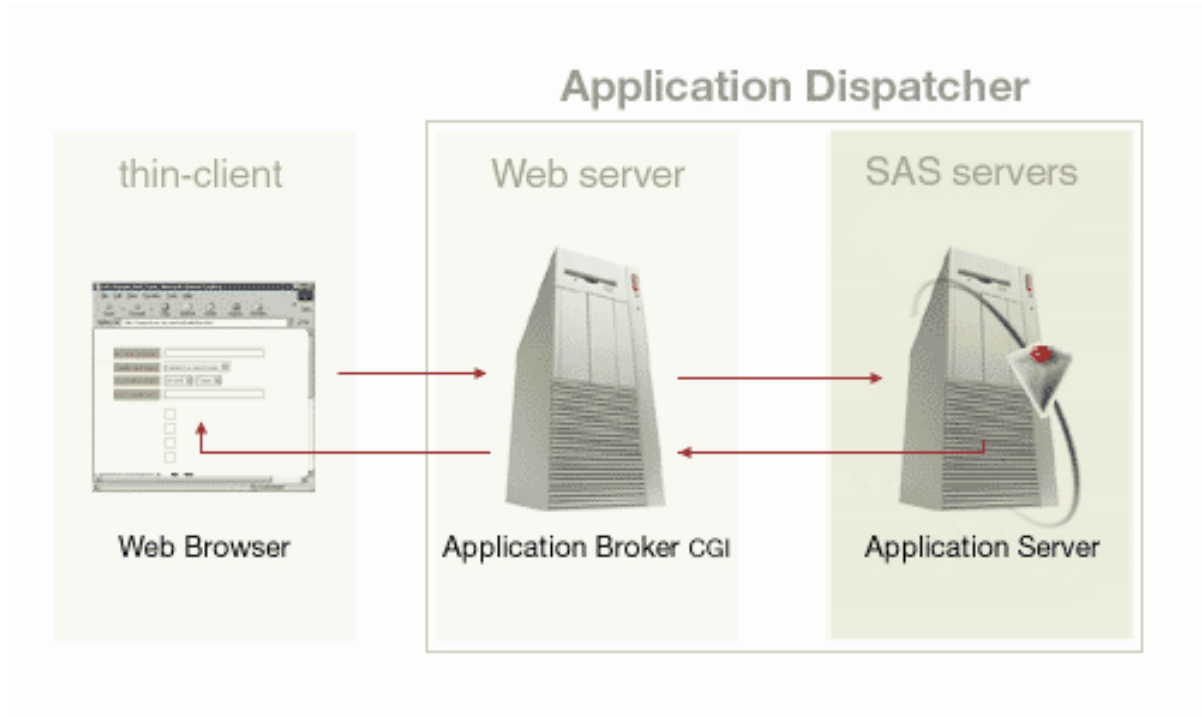 Application Dispatcher
thin-client
Web server
SAS servers
Web Browser
Application Broker CGI
Application Server